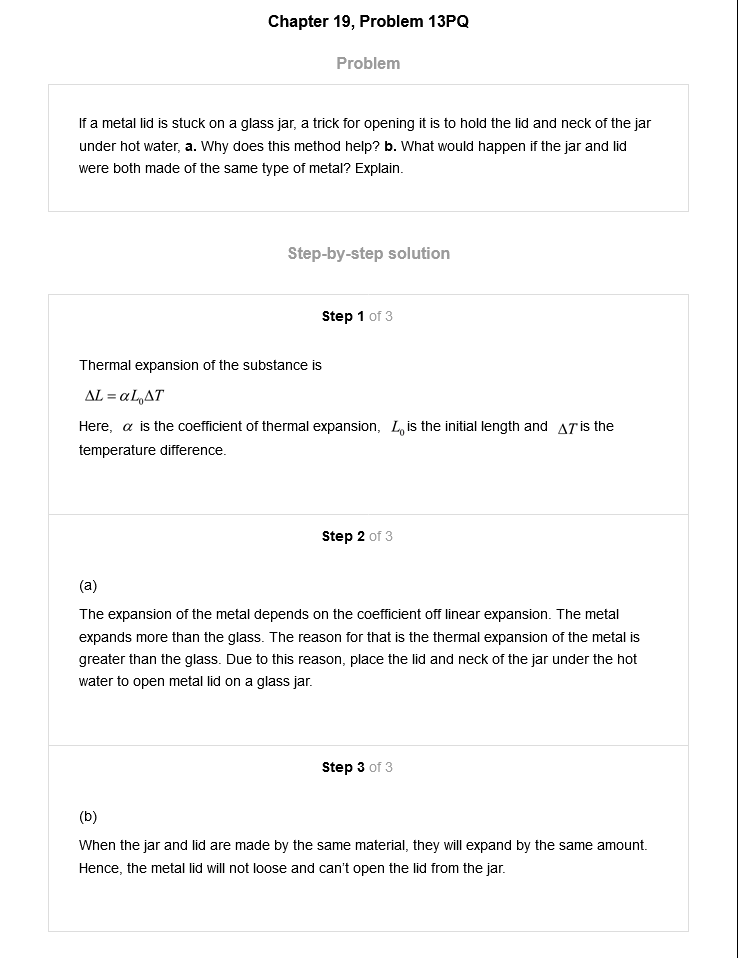 Chapter 19, Problem 13PQ
Problem
If a metal lid is stuck on a glass jar, a trick for opening it is to hold the lid and neck of the jar
under hot water, a. Why does this method help? b. What would happen if the jar and lid
were both made of the same type of metal? Explain.
Step-by-step solution
Step 1 of 3
Thermal expansion of the substance is
ΔL = αL₀ΔT
Here, α is the coefficient of thermal expansion, L₀ is the initial length and ΔT is the
temperature difference.
Step 2 of 3
(a)
The expansion of the metal depends on the coefficient off linear expansion. The metal
expands more than the glass. The reason for that is the thermal expansion of the metal is
greater than the glass. Due to this reason, place the lid and neck of the jar under the hot
water to open metal lid on a glass jar.
Step 3 of 3
(b)
When the jar and lid are made by the same material, they will expand by the same amount.
Hence, the metal lid will not loose and can't open the lid from the jar.